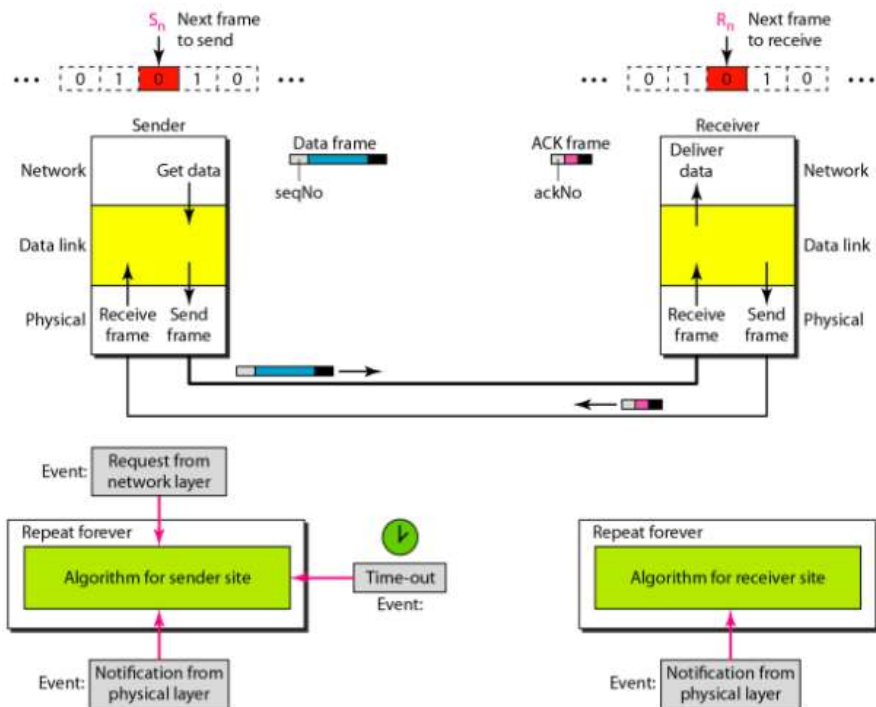 Sn Next frame
to send
Rn Next frame
to receive
••• 0 1 0 1 0 •••
••• 0 1 0 1 0 •••
Sender
Receiver
Data frame
seqNo
ACK frame
ackNo
Network
Get data
Deliver
data
Network
Data link
Data link
Physical
Receive
frame
Send
frame
Receive
frame
Send
frame
Physical
Event:
Request from
network layer
Repeat forever
Algorithm for sender site
Time-out
Event:
Event:
Notification from
physical layer
Repeat forever
Algorithm for receiver site
Event:
Notification from
physical layer